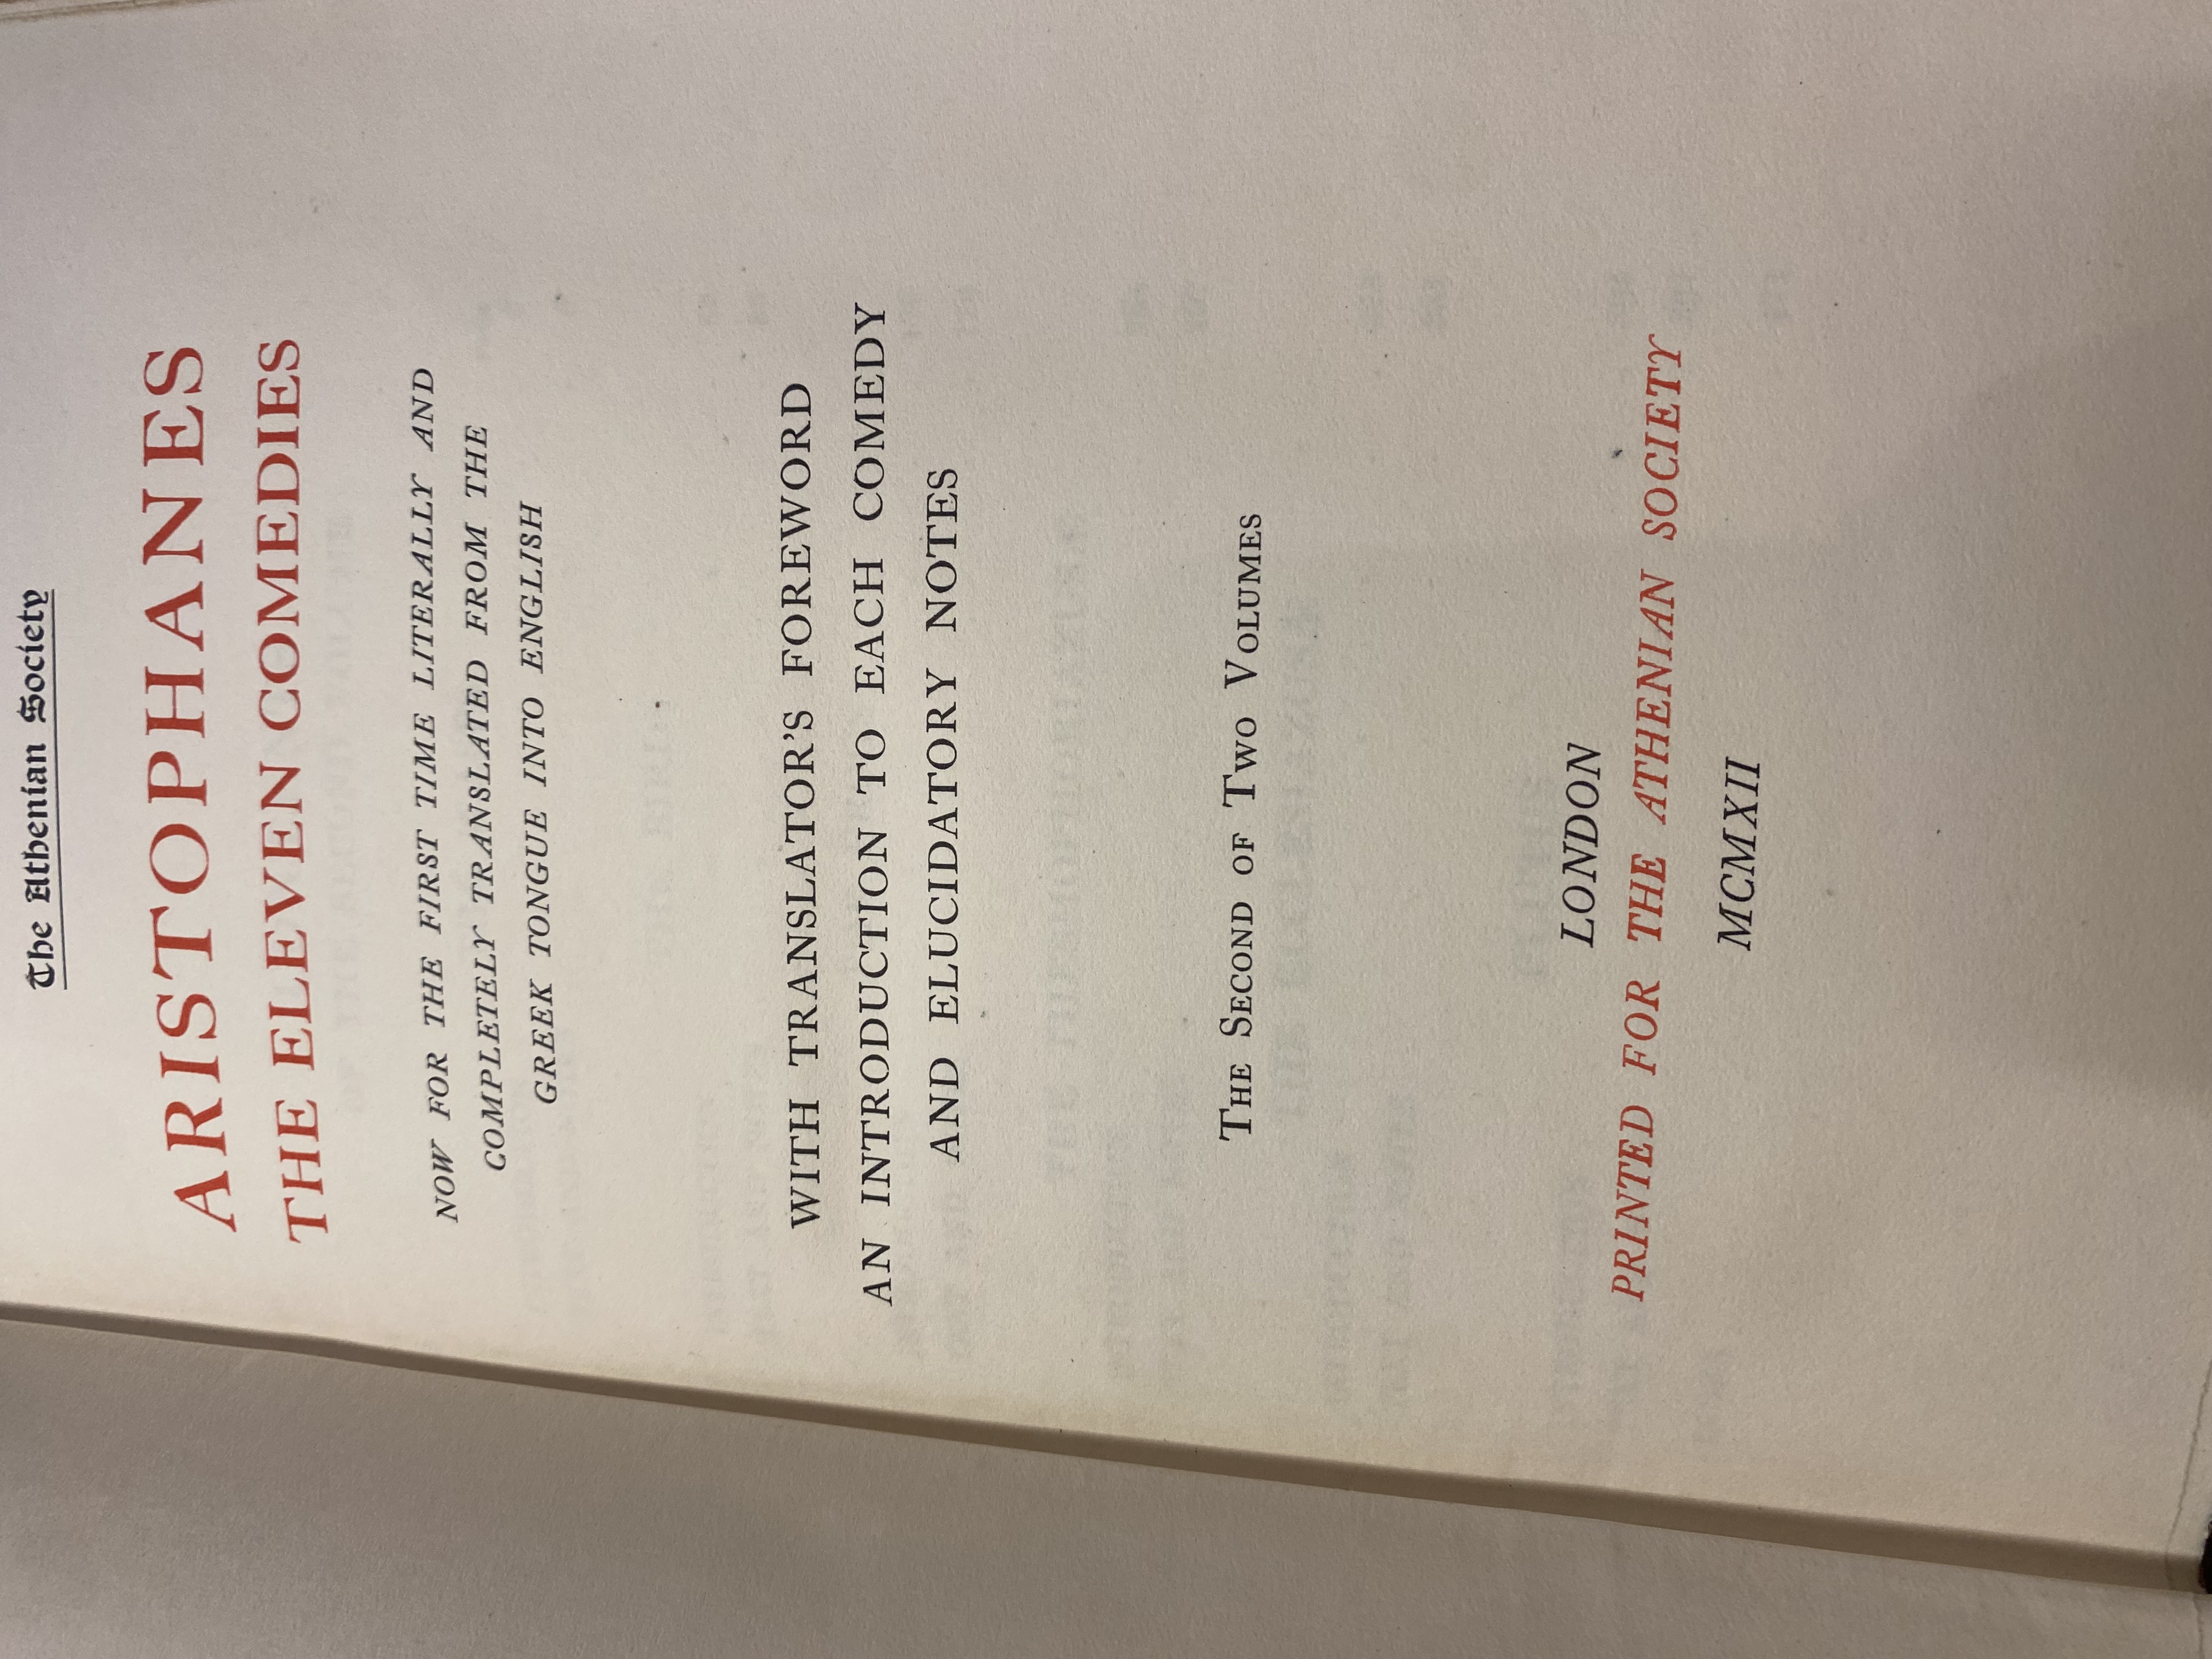 The Athenian Society
ARISTOPHANES
THE ELEVEN COMEDIES
NOW FOR THE FIRST TIME LITERALLY AND
COMPLETELY TRANSLATED FROM THE
GREEK TONGUE INTO ENGLISH
WITH TRANSLATOR'S FOREWORD
AN INTRODUCTION TO EACH COMEDY
AND ELUCIDATORY NOTES
The Second of Two Volumes
LONDON
PRINTED FOR THE ATHENIAN SOCIETY
MCMXII